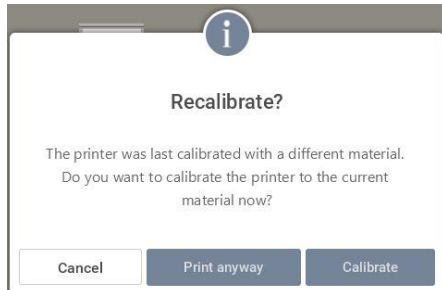 i
Recalibrate?
The printer was last calibrated with a different material.
Do you want to calibrate the printer to the current
material now?
Cancel Print anyway Calibrate